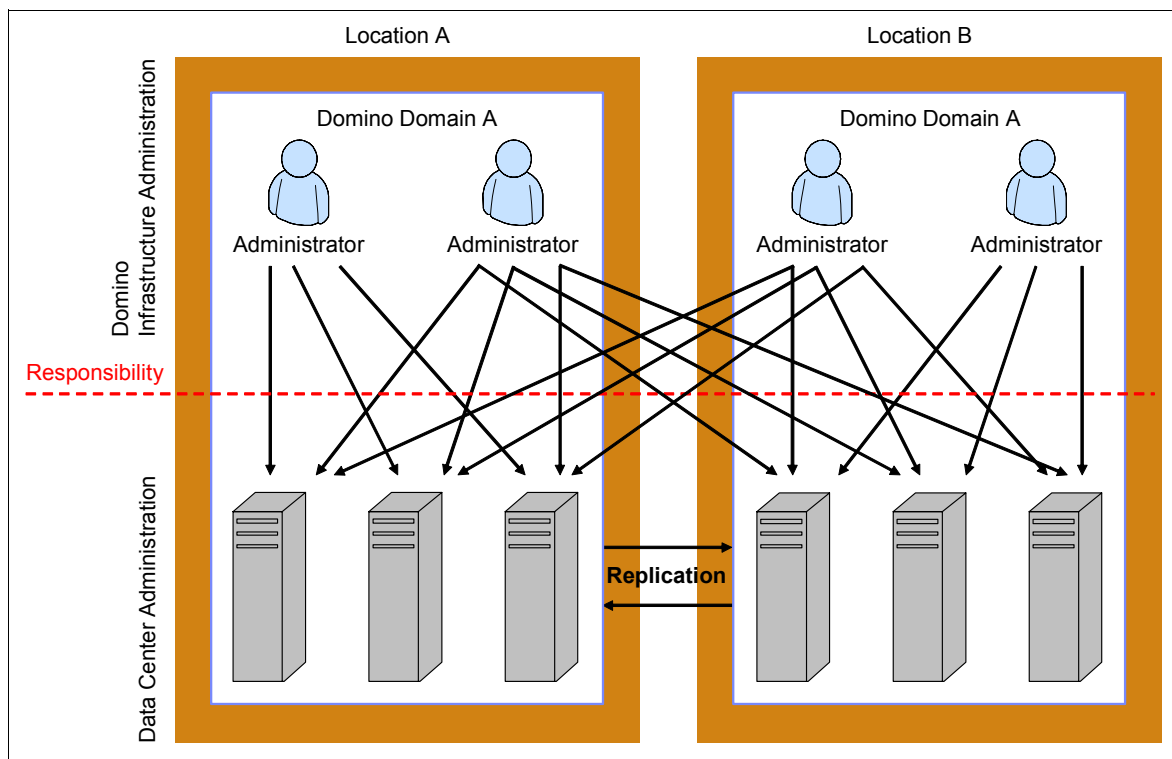 Location A
Location B
Domino Domain A
Domino Domain A
Administrator
Administrator
Administrator
Administrator
Domino
Infrastructure Administration
Responsibility
Data Center Administration
Replication